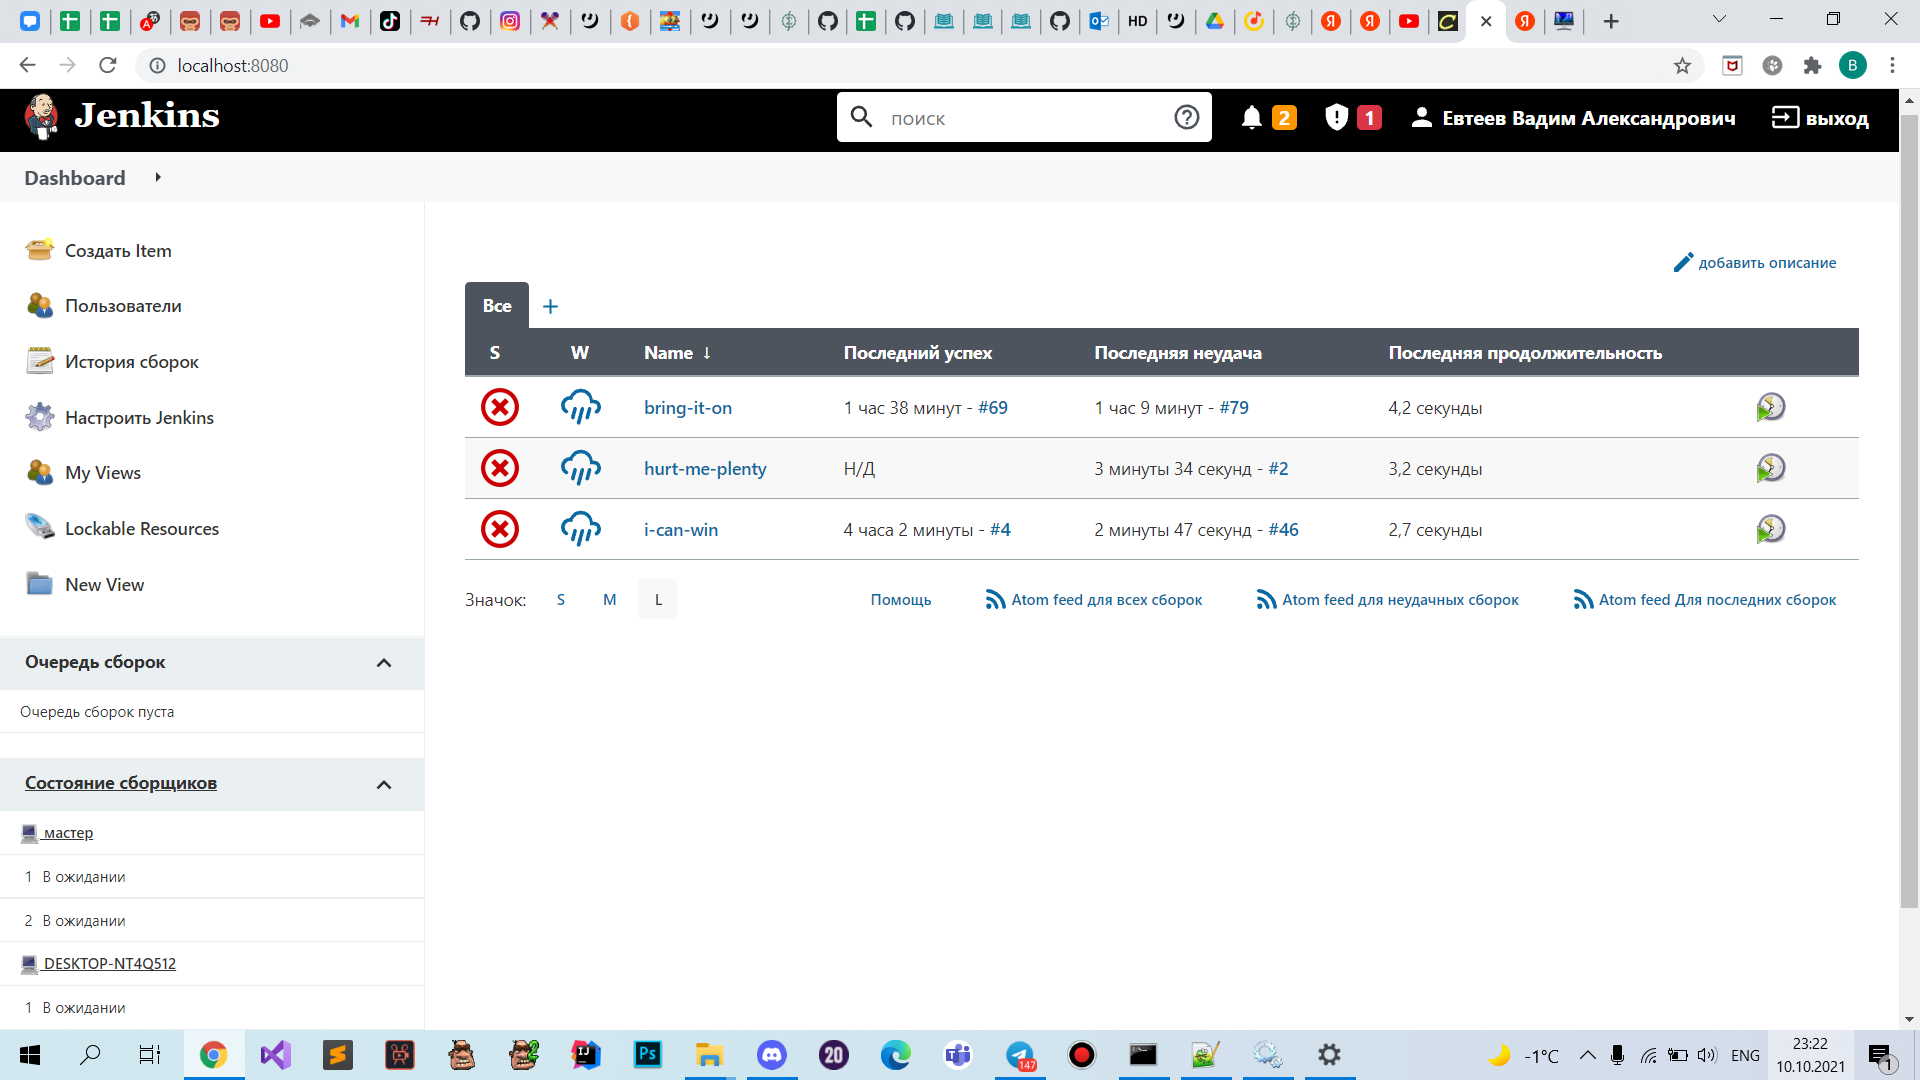 HD
localhost:8080
B
Jenkins
поиск
2
1
Евтеев Вадим Александрович
выход
Dashboard
Создать Item
Пользователи
История сборок
Настроить Jenkins
My Views
Lockable Resources
New View
Очередь сборок
Очередь сборок пуста
Состояние сборщиков
мастер
1 В ожидании
2 В ожидании
DESKTOP-NT4Q512
1 В ожидании
добавить описание
Все +
S W Name ↓ Последний успех Последняя неудача Последняя продолжительность
bring-it-on 1 час 38 минут - #69 1 час 9 минут - #79 4,2 секунды
hurt-me-plenty Н/Д 3 минуты 34 секунд - #2 3,2 секунды
i-can-win 4 часа 2 минуты - #4 2 минуты 47 секунд - #46 2,7 секунды
Значок: S M L
Помощь
Atom feed для всех сборок
Atom feed для неудачных сборок
Atom feed Для последних сборок
IJ
Ps
20
147
-1°C
ENG
23:22
10.10.2021
1